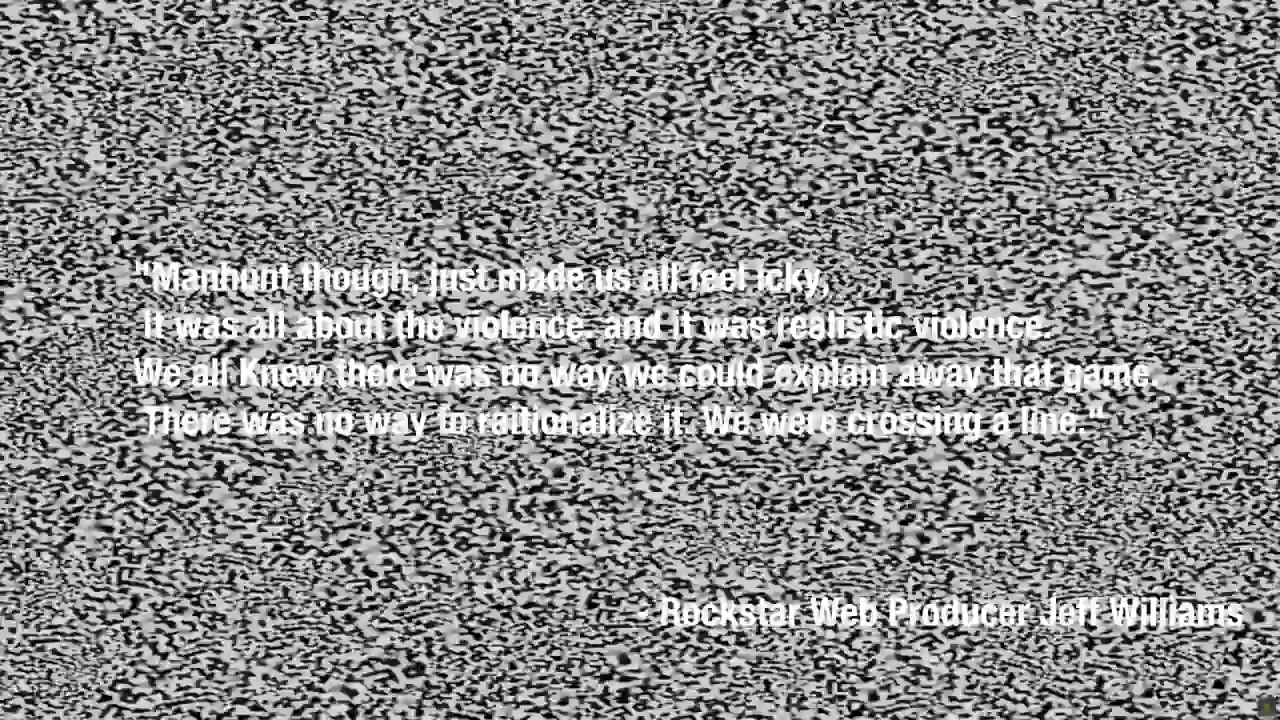 "Manhunt though, just made us all feel icky,
It was all about the violence, and it was realistic violence.
We all Knew there was no way we could explain away that game.
There was no way to raitionalize it. We were crossing a line."
- Rockstar Web Producer Jeff Williams